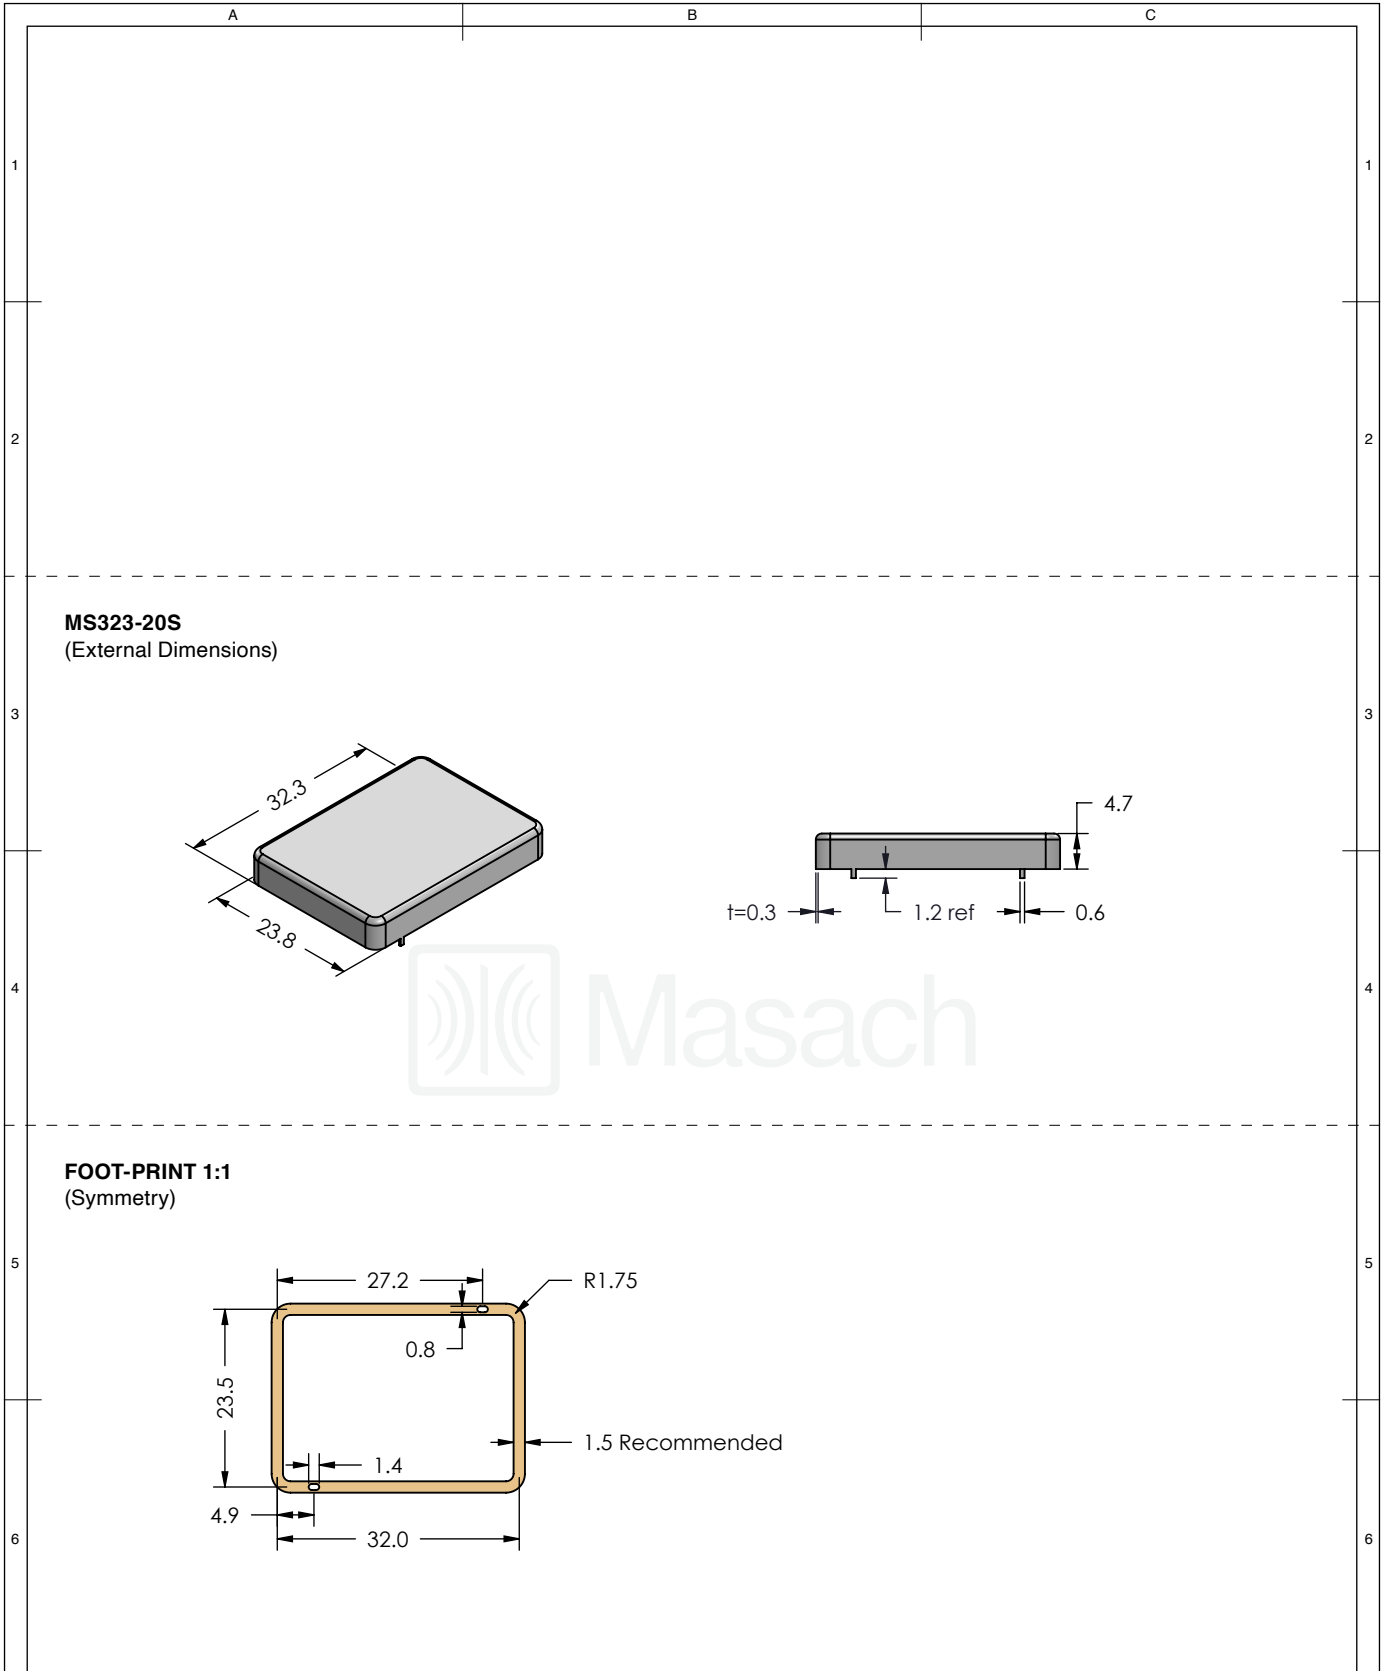 A B C
1 1
2 2
MS323-20S
(External Dimensions)
3 3
32.3
4.7
t=0.3 1.2 ref 0.6
23.8
Masach
4 4
FOOT-PRINT 1:1
(Symmetry)
5 5
27.2 R1.75
0.8
23.5
1.5 Recommended
1.4
4.9
32.0
6 6